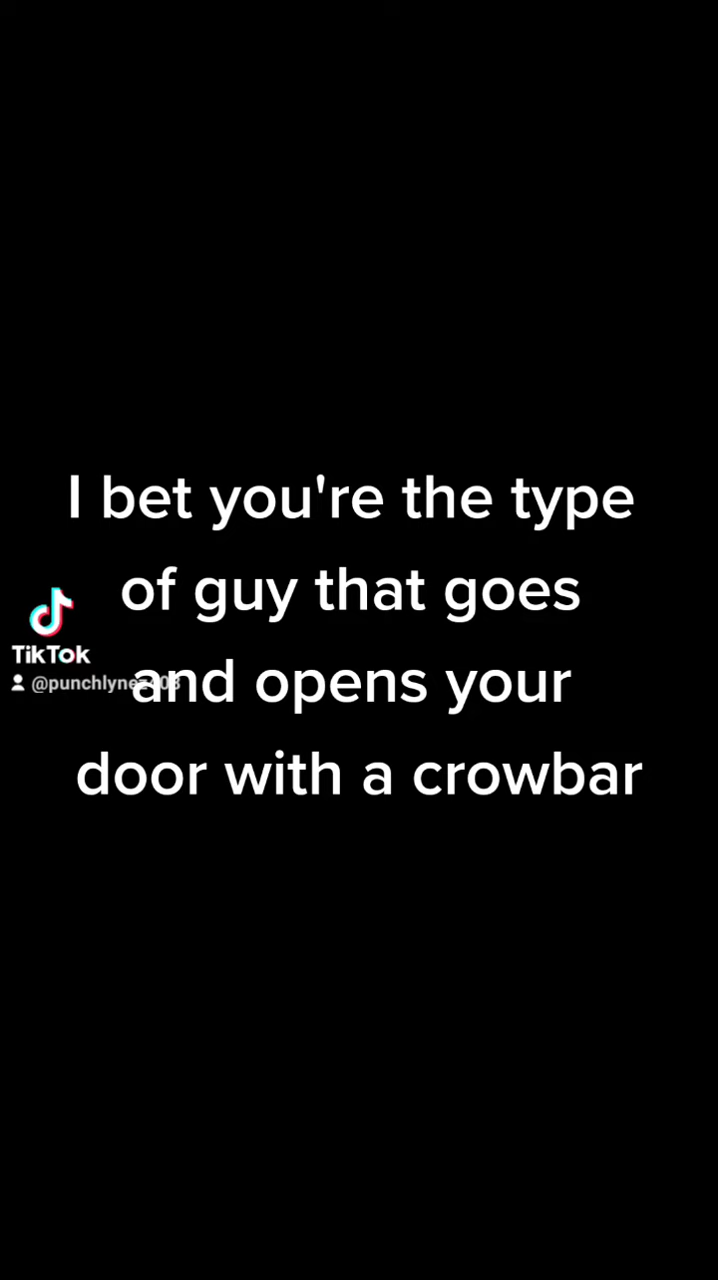 I bet you're the type
of guy that goes
TikTok
and opens your
door with a crowbar